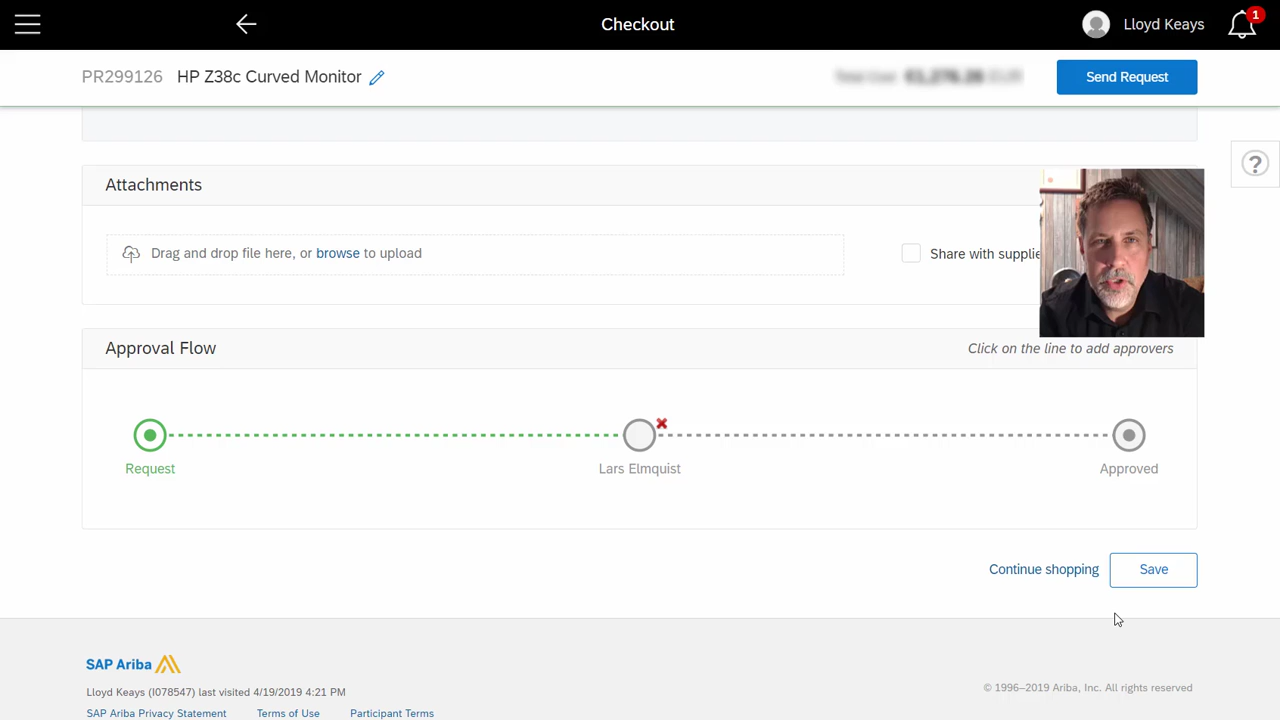 Checkout
Lloyd Keays
1
PR299126 HP Z38c Curved Monitor
Send Request
Attachments
Drag and drop file here, or browse to upload
Share with
?
Approval Flow
Click on the line to add approvers
Request
Lars Elmquist
Approved
Continue shopping
Save
SAP Ariba
Lloyd Keays (I078547) last visited 4/19/2019 4:21 PM
© 1996–2019 Ariba, Inc. All rights reserved
SAP Ariba Privacy Statement
Terms of Use
Participant Terms